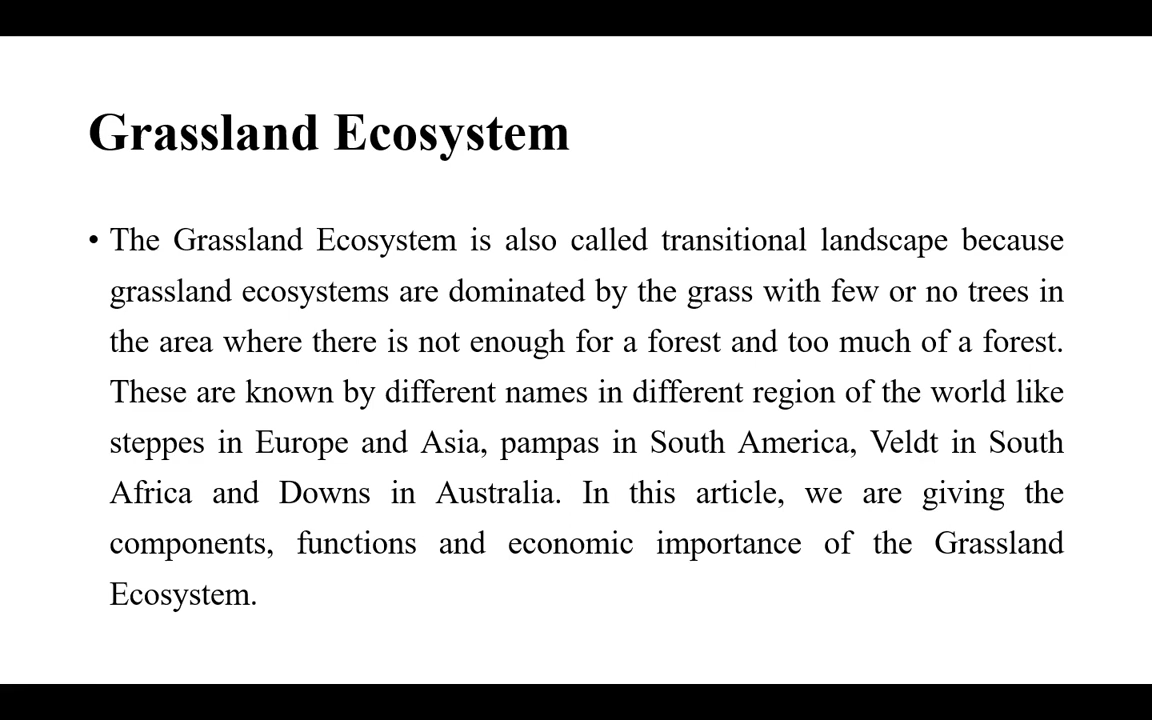 Grassland Ecosystem
• The Grassland Ecosystem is also called transitional landscape because
grassland ecosystems are dominated by the grass with few or no trees in
the area where there is not enough for a forest and too much of a forest.
These are known by different names in different region of the world like
steppes in Europe and Asia, pampas in South America, Veldt in South
Africa and Downs in Australia. In this article, we are giving the
components, functions and economic importance of the Grassland
Ecosystem.